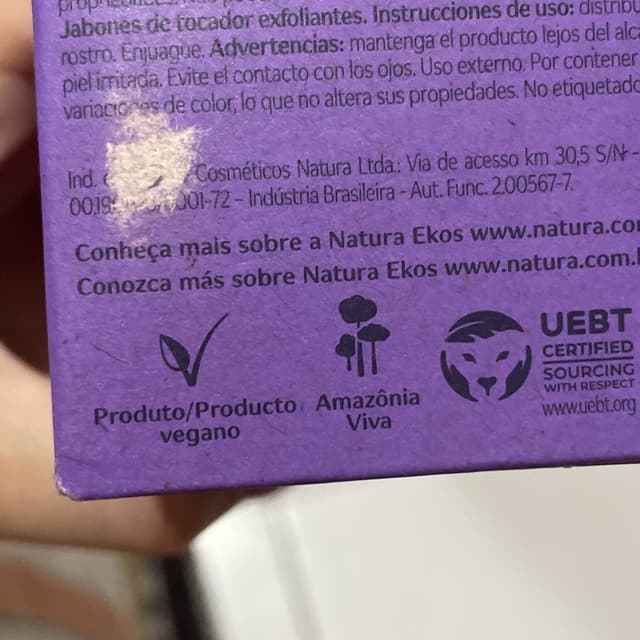 Jabones de tocador exfoliantes. Instrucciones de uso:
rostro. Enjuague. Advertencias: mantenga el producto lejos del
piel irritada. Evite el contacto con los ojos. Uso externo. Por contener
variaciones de color, lo que no altera sus propiedades. No etiquetado
Ind. Cosméticos Natura Ltda.: Via de acesso km 30,5 S/Nº -
001-72 - Indústria Brasileira - Aut. Func. 2.00567-7.
Conheça mais sobre a Natura Ekos www.natura.co
Conozca más sobre Natura Ekos www.natura.com.
Produto/Producto
vegano
Amazônia
Viva
UEBT
CERTIFIED
SOURCING
WITH RESPECT
www.uebt.org